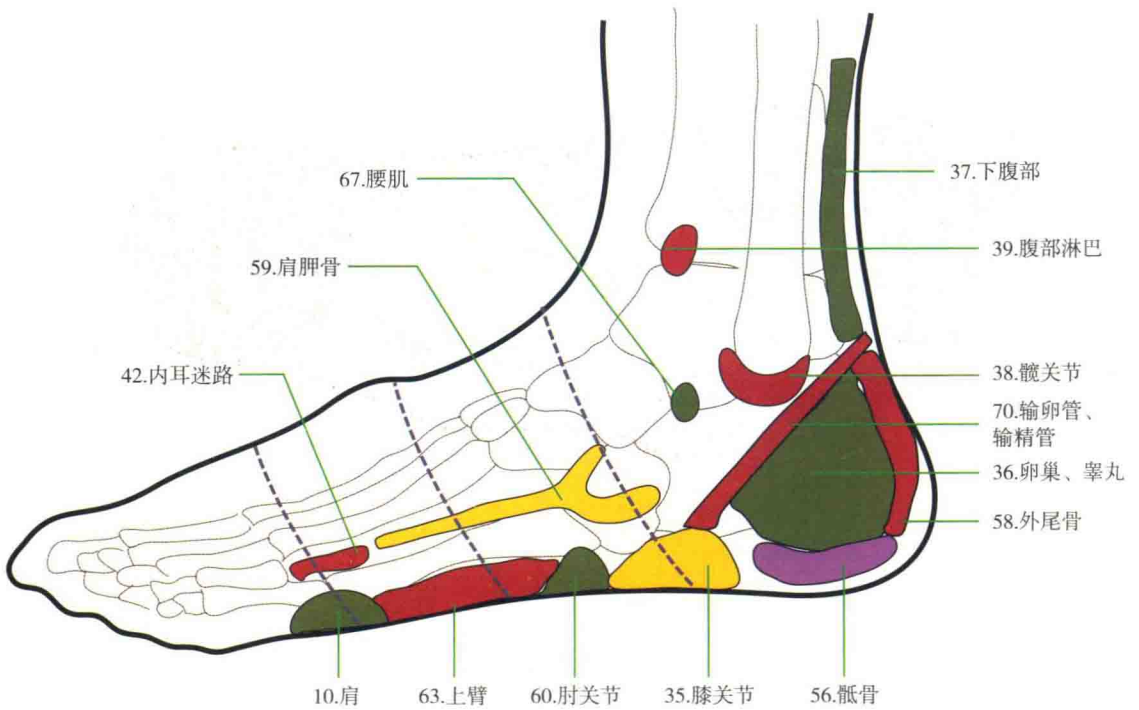 67.腰肌
59.肩胛骨
42.内耳迷路
37.下腹部
39.腹部淋巴
38.髋关节
70.输卵管、
输精管
36.卵巢、睾丸
58.外尾骨
10.肩
63.上臂
60.肘关节
35.膝关节
56.骶骨